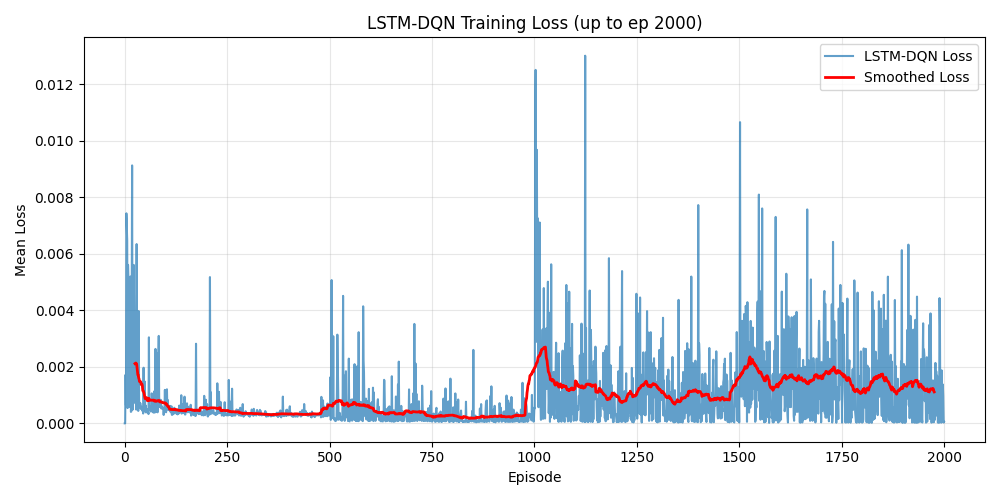 LSTM-DQN Training Loss (up to ep 2000)
LSTM-DQN Loss
Smoothed Loss
Mean Loss
0.012
0.010
0.008
0.006
0.004
0.002
0.000
0 250 500 750 1000 1250 1500 1750 2000
Episode